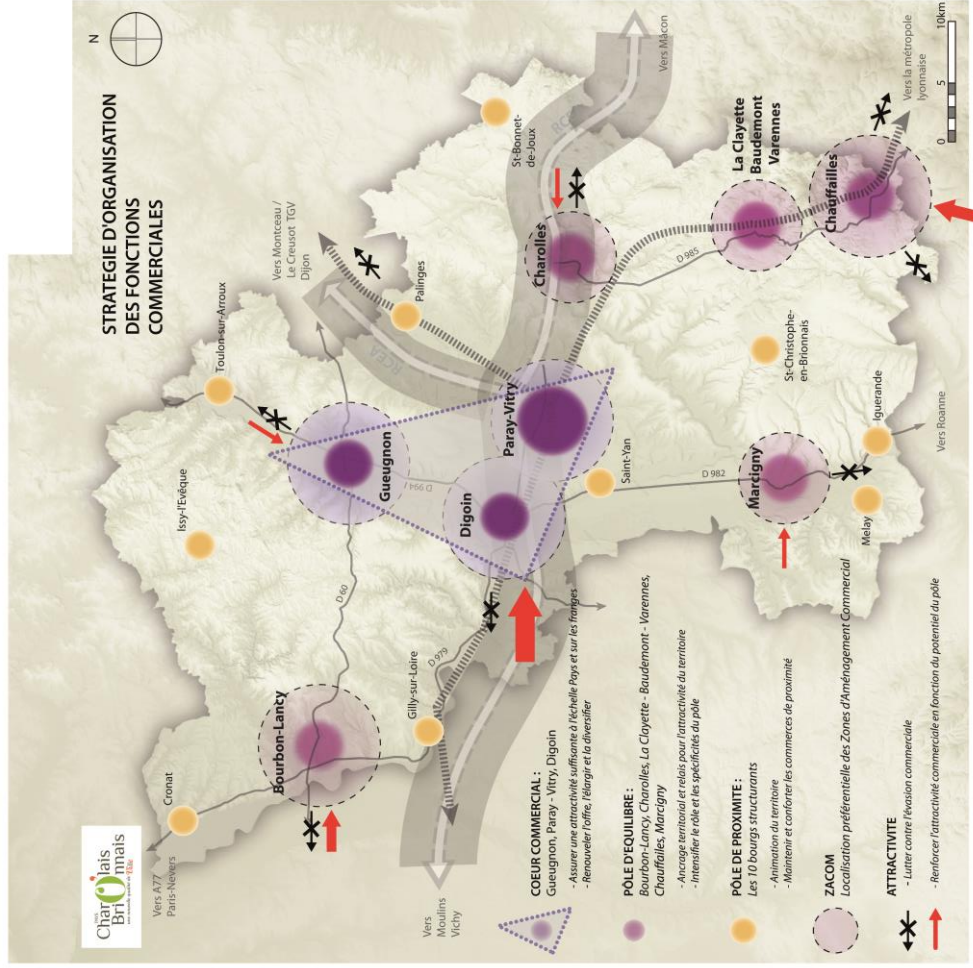 PAYS
Charolais
Brionnais
STRATEGIE D'ORGANISATION
DES FONCTIONS
COMMERCIALES
N
Vers A77
Paris-Nevers
Cronat
Bourbon-Lancy
Gilly-sur-Loire
D 979
D 60
Vers
Moulins
Vichy
Issy-l'Evêque
Toulon-sur-Arroux
Gueugnon
D 994
Digoin
Paray-Vitry
Vers Montceau /
Le Creusot TGV
Dijon
RCEA
Palinges
St-Bonnet-
de-Joux
RCEA
Vers Mâcon
Charolles
D 985
La Clayette
Baudemont
Varennes
Chauffailles
Vers la métropole
lyonnaise
St-Christophe-
en-Brionnais
Saint-Yan
D 982
Marcigny
Melay
Iguerande
Vers Roanne
0 5 10km
COEUR COMMERCIAL :
Gueugnon, Paray - Vitry, Digoin
- Assurer une attractivité suffisante à l'échelle Pays et sur les franges
- Renouveler l'offre, l'élargir et la diversifier
PÔLE D'EQUILIBRE :
Bourbon-Lancy, Charolles, La Clayette - Baudemont - Varennes,
Chauffailles, Marcigny
- Ancrage territorial et relais pour l'attractivité du territoire
- Intensifier le rôle et les spécificités du pôle
PÔLE DE PROXIMITE :
Les 10 bourgs structurants
- Animation du territoire
- Maintenir et conforter les commerces de proximité
ZACOM
Localisation préférentielle des Zones d'Aménagement Commercial
ATTRACTIVITE
- Lutter contre l'évasion commerciale
- Renforcer l'attractivité commerciale en fonction du potentiel du pôle